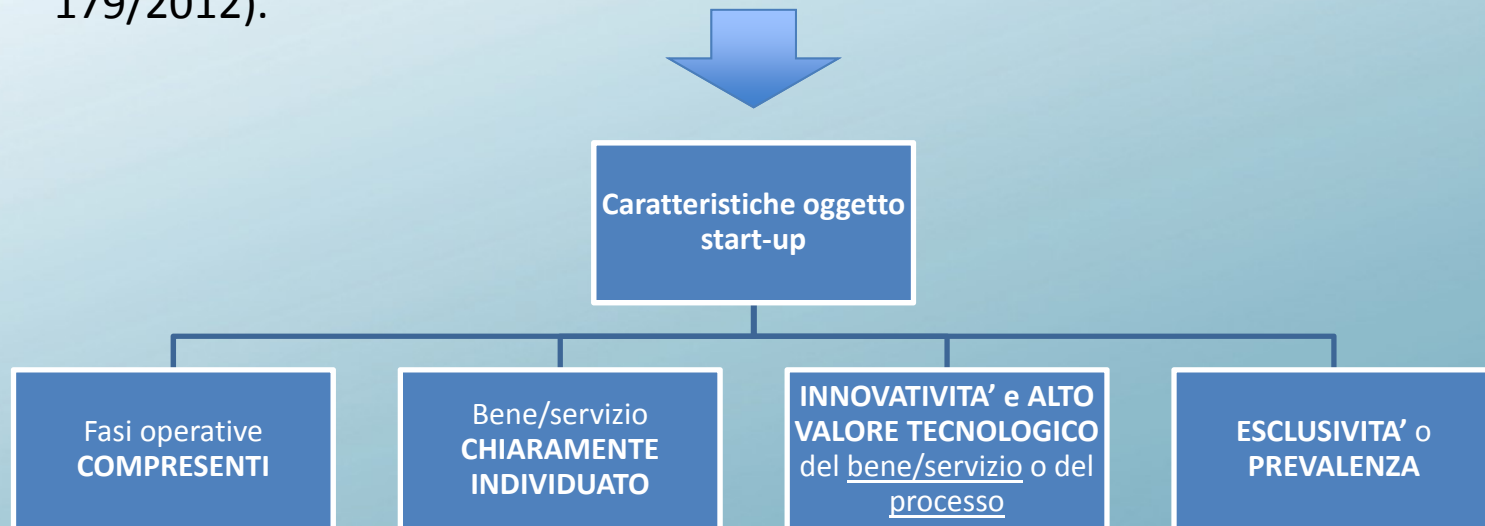 179/2012).
Caratteristiche oggetto
start-up
Fasi operative
COMPRESENTI
Bene/servizio
CHIARAMENTE
INDIVIDUATO
INNOVATIVITA’ e ALTO
VALORE TECNOLOGICO
del bene/servizio o del
processo
ESCLUSIVITA’ o
PREVALENZA